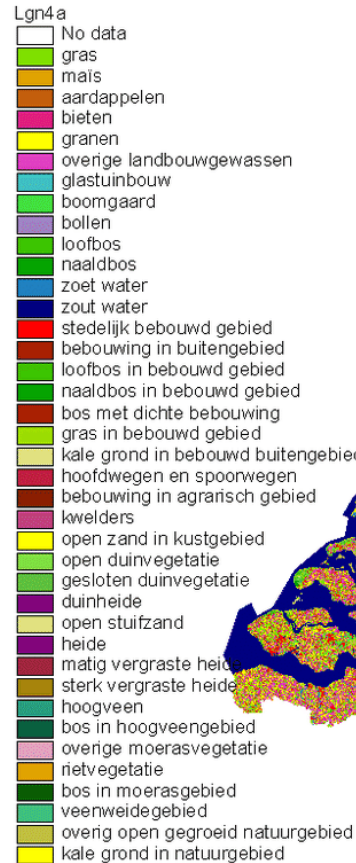 Lgn4a
No data
gras
maïs
aardappelen
bieten
granen
overige landbouwgewassen
glastuinbouw
boomgaard
bollen
loofbos
naaldbos
zoet water
zout water
stedelijk bebouwd gebied
bebouwing in buitengebied
loofbos in bebouwd gebied
naaldbos in bebouwd gebied
bos met dichte bebouwing
gras in bebouwd gebied
kale grond in bebouwd buitengebied
hoofdwegen en spoorwegen
bebouwing in agrarisch gebied
kwelders
open zand in kustgebied
open duinvegetatie
gesloten duinvegetatie
duinheide
open stuifzand
heide
matig vergraste heide
sterk vergraste heide
hoogveen
bos in hoogveengebied
overige moerasvegetatie
rietvegetatie
bos in moerasgebied
veenweidegebied
overig open gegroeid natuurgebied
kale grond in natuurgebied